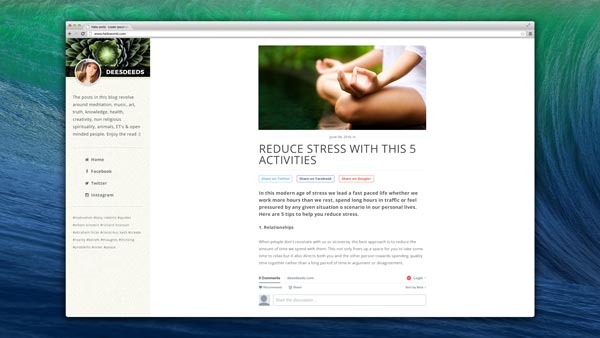 www.helloworld.com
DEESDEEDS
The posts in this blog revolve
around meditation, music, art,
truth, knowledge, health,
creativity, non religious
spirituality, animals, ET's & open
minded people. Enjoy the read :)
Home
Facebook
Twitter
Instagram
REDUCE STRESS WITH THIS 5
ACTIVITIES
Share on Twitter
Share on Facebook
Share on Google+
In this modern age of stress we lead a fast paced life whether we
work more hours than we rest, spend long hours in traffic or feel
pressured by any given situation o scenario in our personal lives.
Here are 5 tips to help you reduce stress.
1. Relationships
When people don't resonate with us or viceversa, the best approach is to reduce the
amount of time we spend with them. This not only frees up a space for you to take some
time to relax but it also directs both you and the other person towards spending quality
time together rather than a long period of time in argument or disagreement.
0 Comments
deesdeeds.com
Login
Recommend
Share
Sort by Best
Start the discussion...